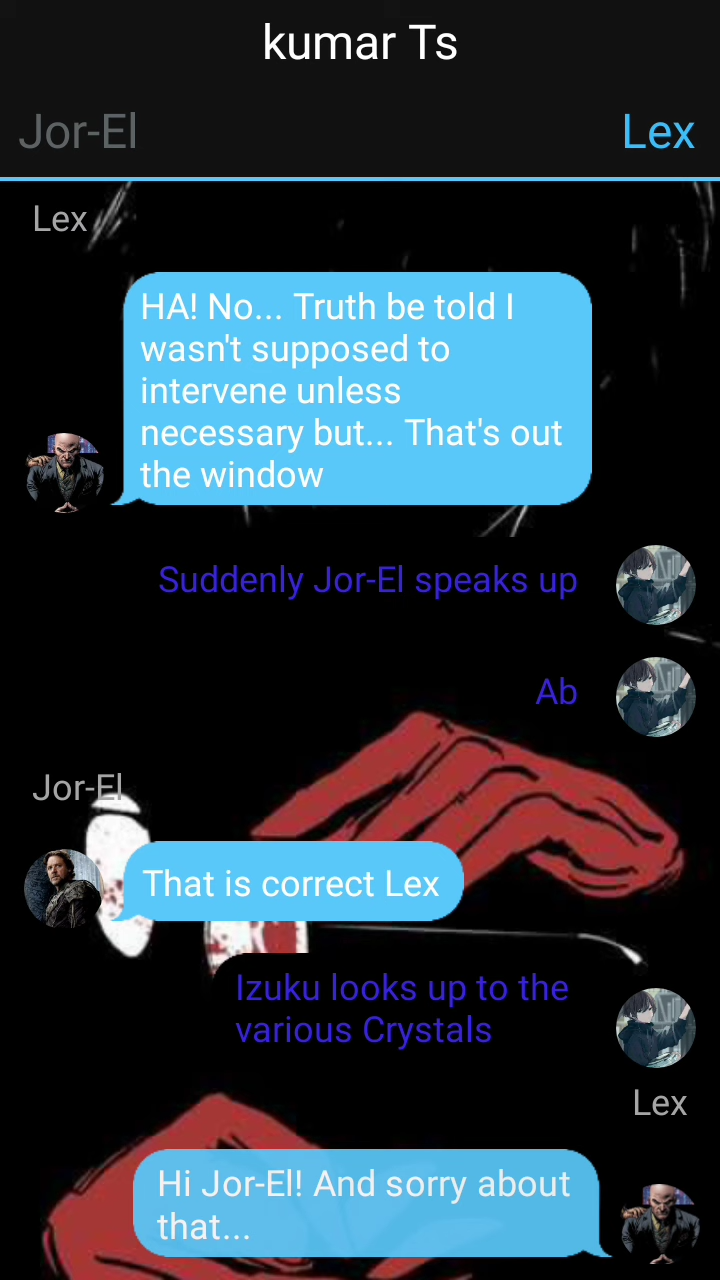 kumar Ts
Jor-El
Lex
Lex
HA! No... Truth be told I
wasn't supposed to
intervene unless
necessary but... That's out
the window
Suddenly Jor-El speaks up
Ab
Jor-El
That is correct Lex
Izuku looks up to the
various Crystals
Lex
Hi Jor-El! And sorry about
that...